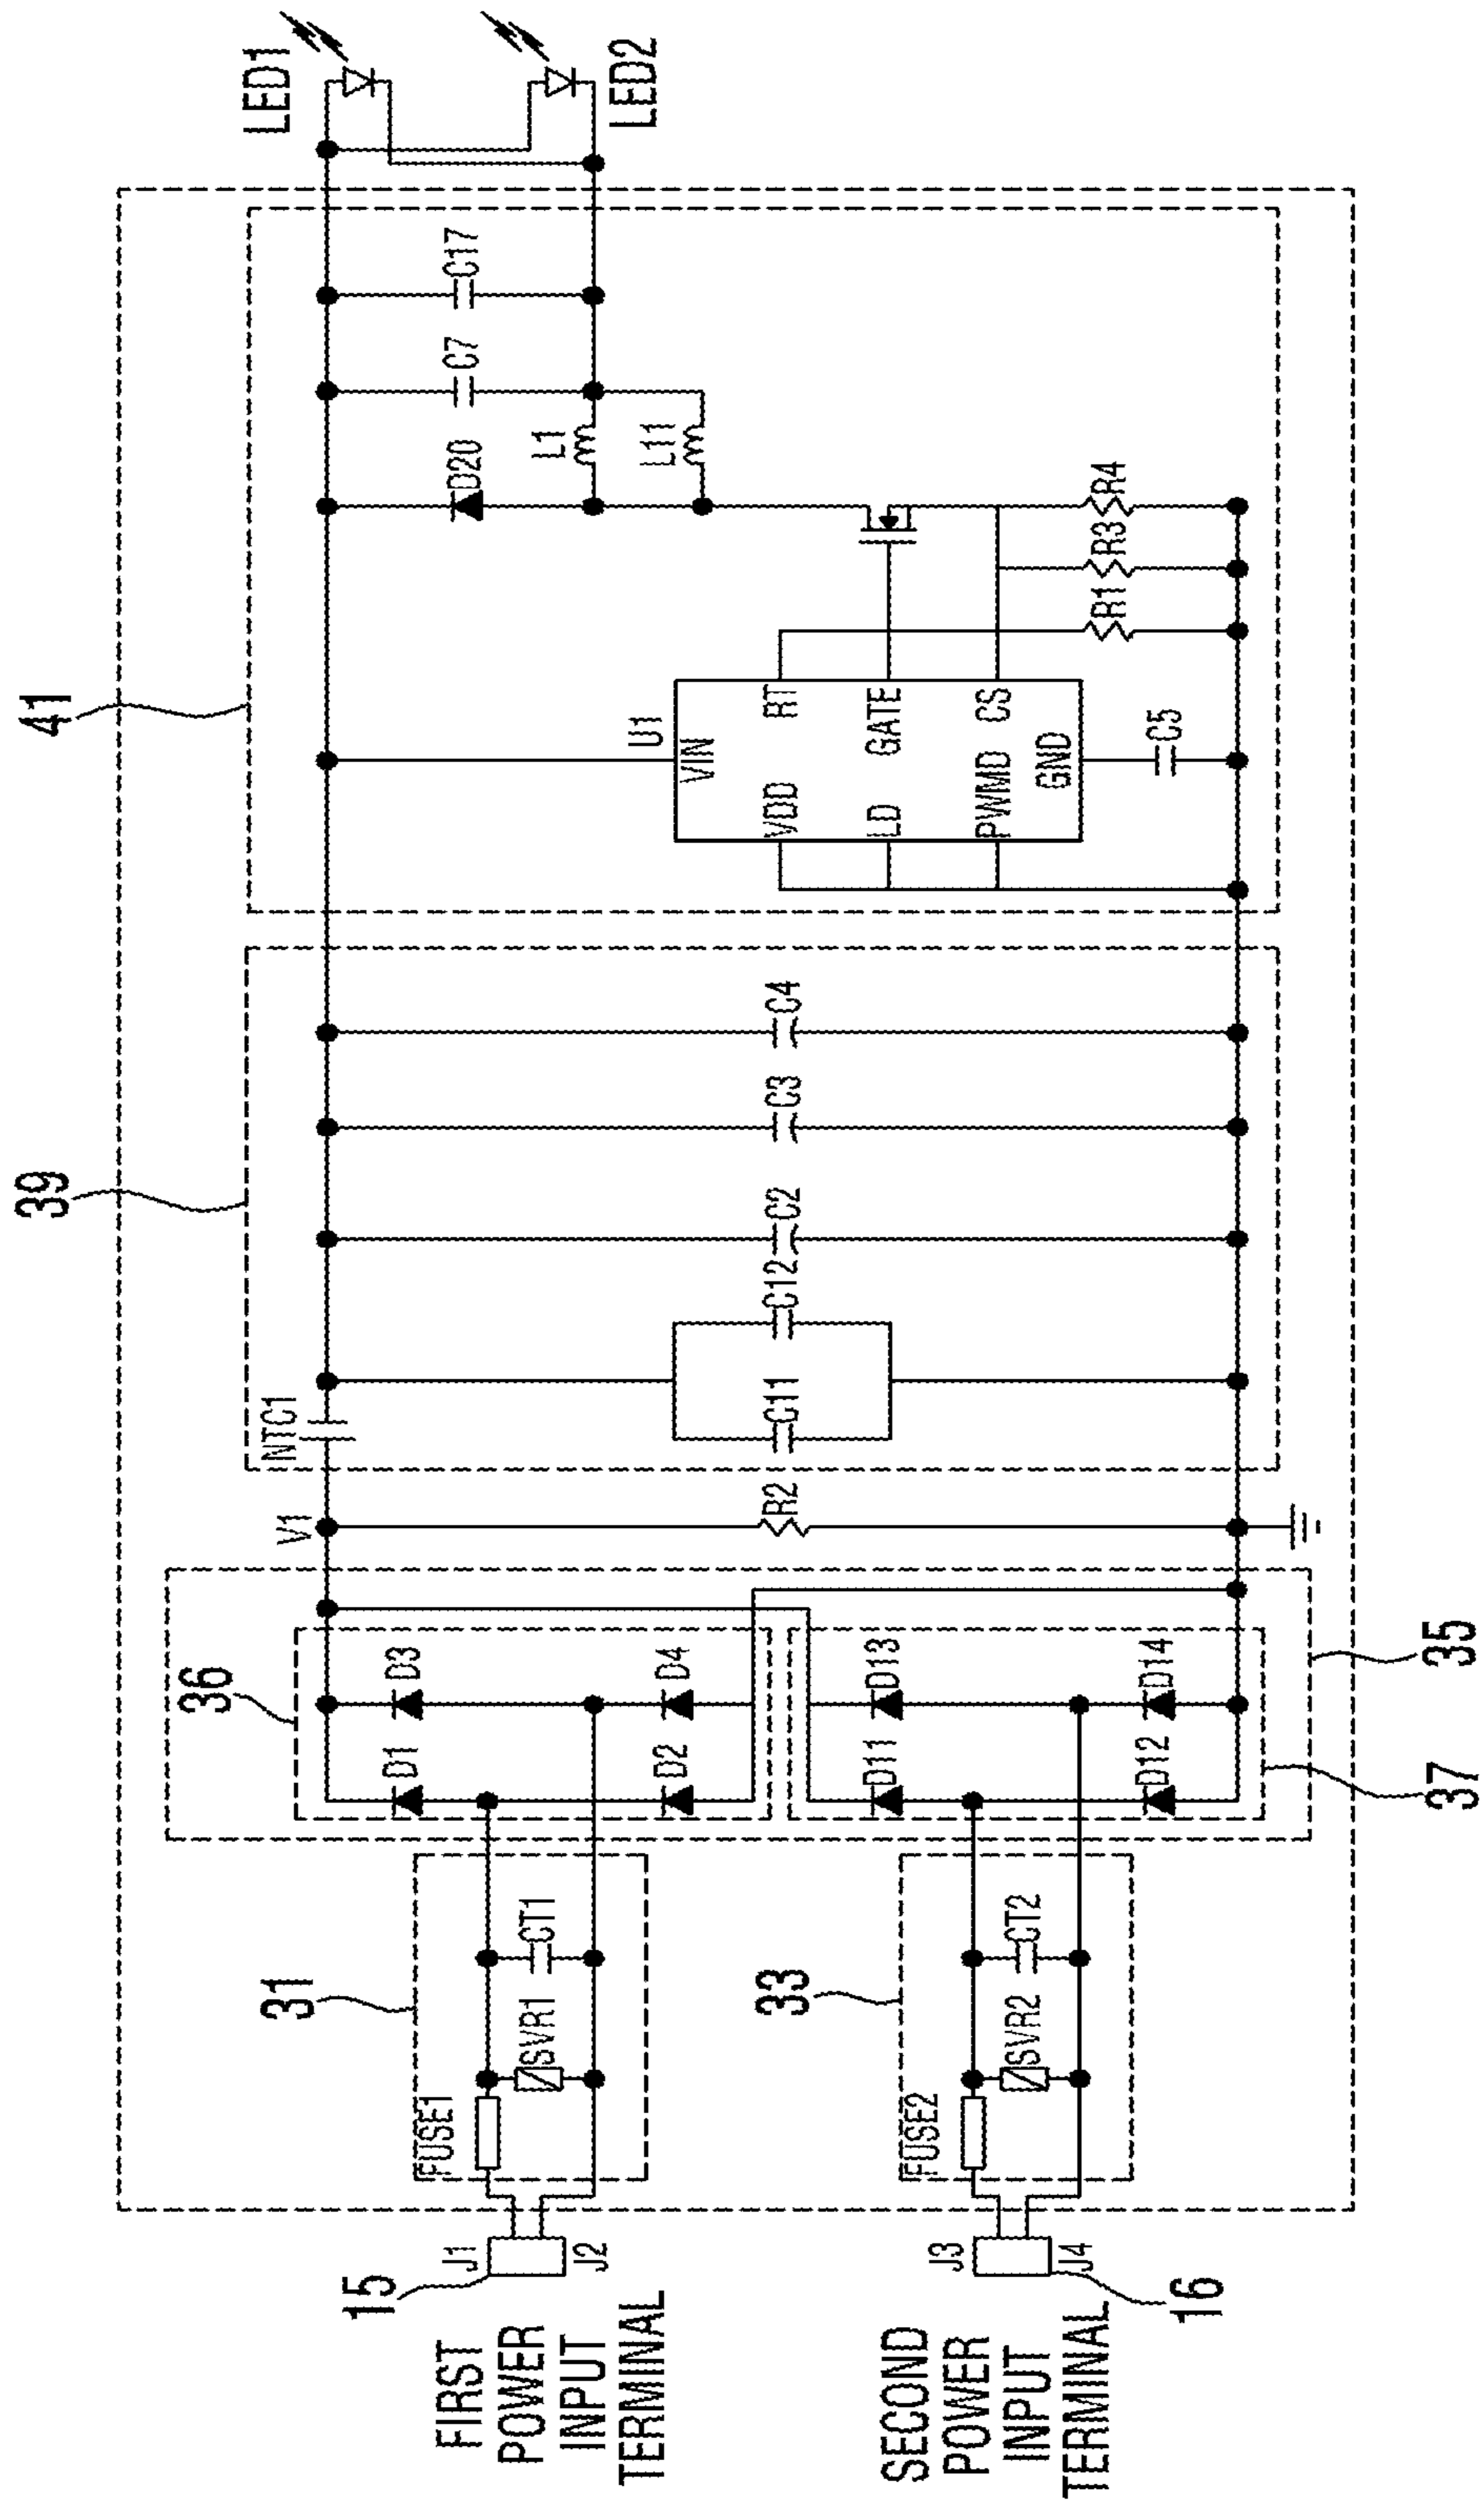 41
39
36
31
33
35
37
15
16
FIRST
POWER
INPUT
TERMINAL
SECOND
POWER
INPUT
TERMINAL
J1
J2
J3
J4
FUSE1
SVR1
CT1
FUSE2
SVR2
CT2
D1
D3
D2
D4
D11
D13
D12
D14
V1
R2
NTC1
C11
C12
C2
C3
C4
U1
VIN
VDD
RT
LD
GATE
PWMD
CS
GND
C5
R1
R3
R4
D20
L1
L11
C7
C17
LED1
LED2